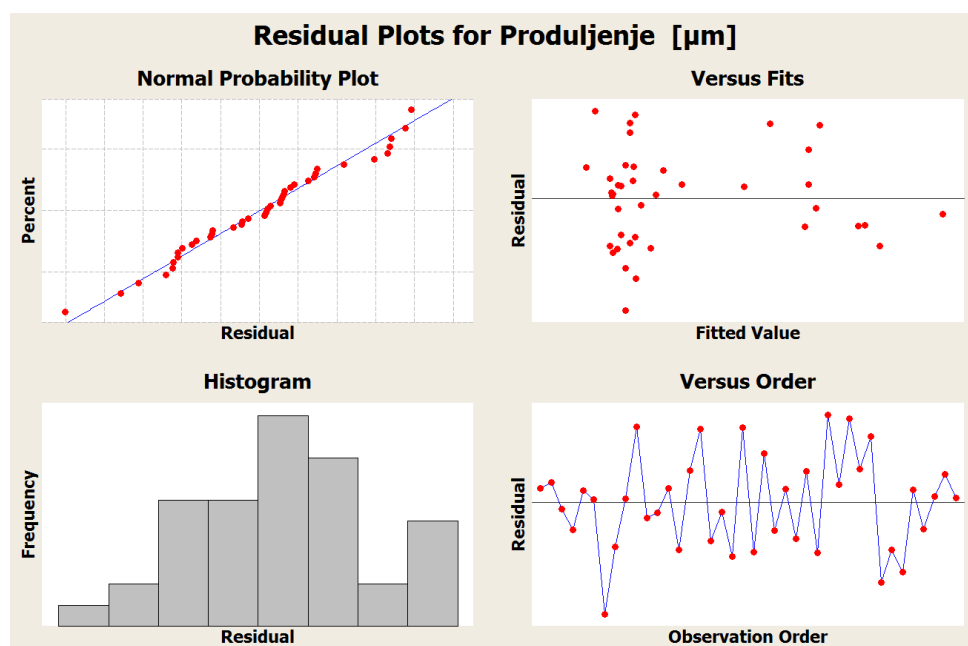 Residual Plots for Produljenje [µm]
Normal Probability Plot
Percent
Residual
Versus Fits
Residual
Fitted Value
Histogram
Frequency
Residual
Versus Order
Residual
Observation Order